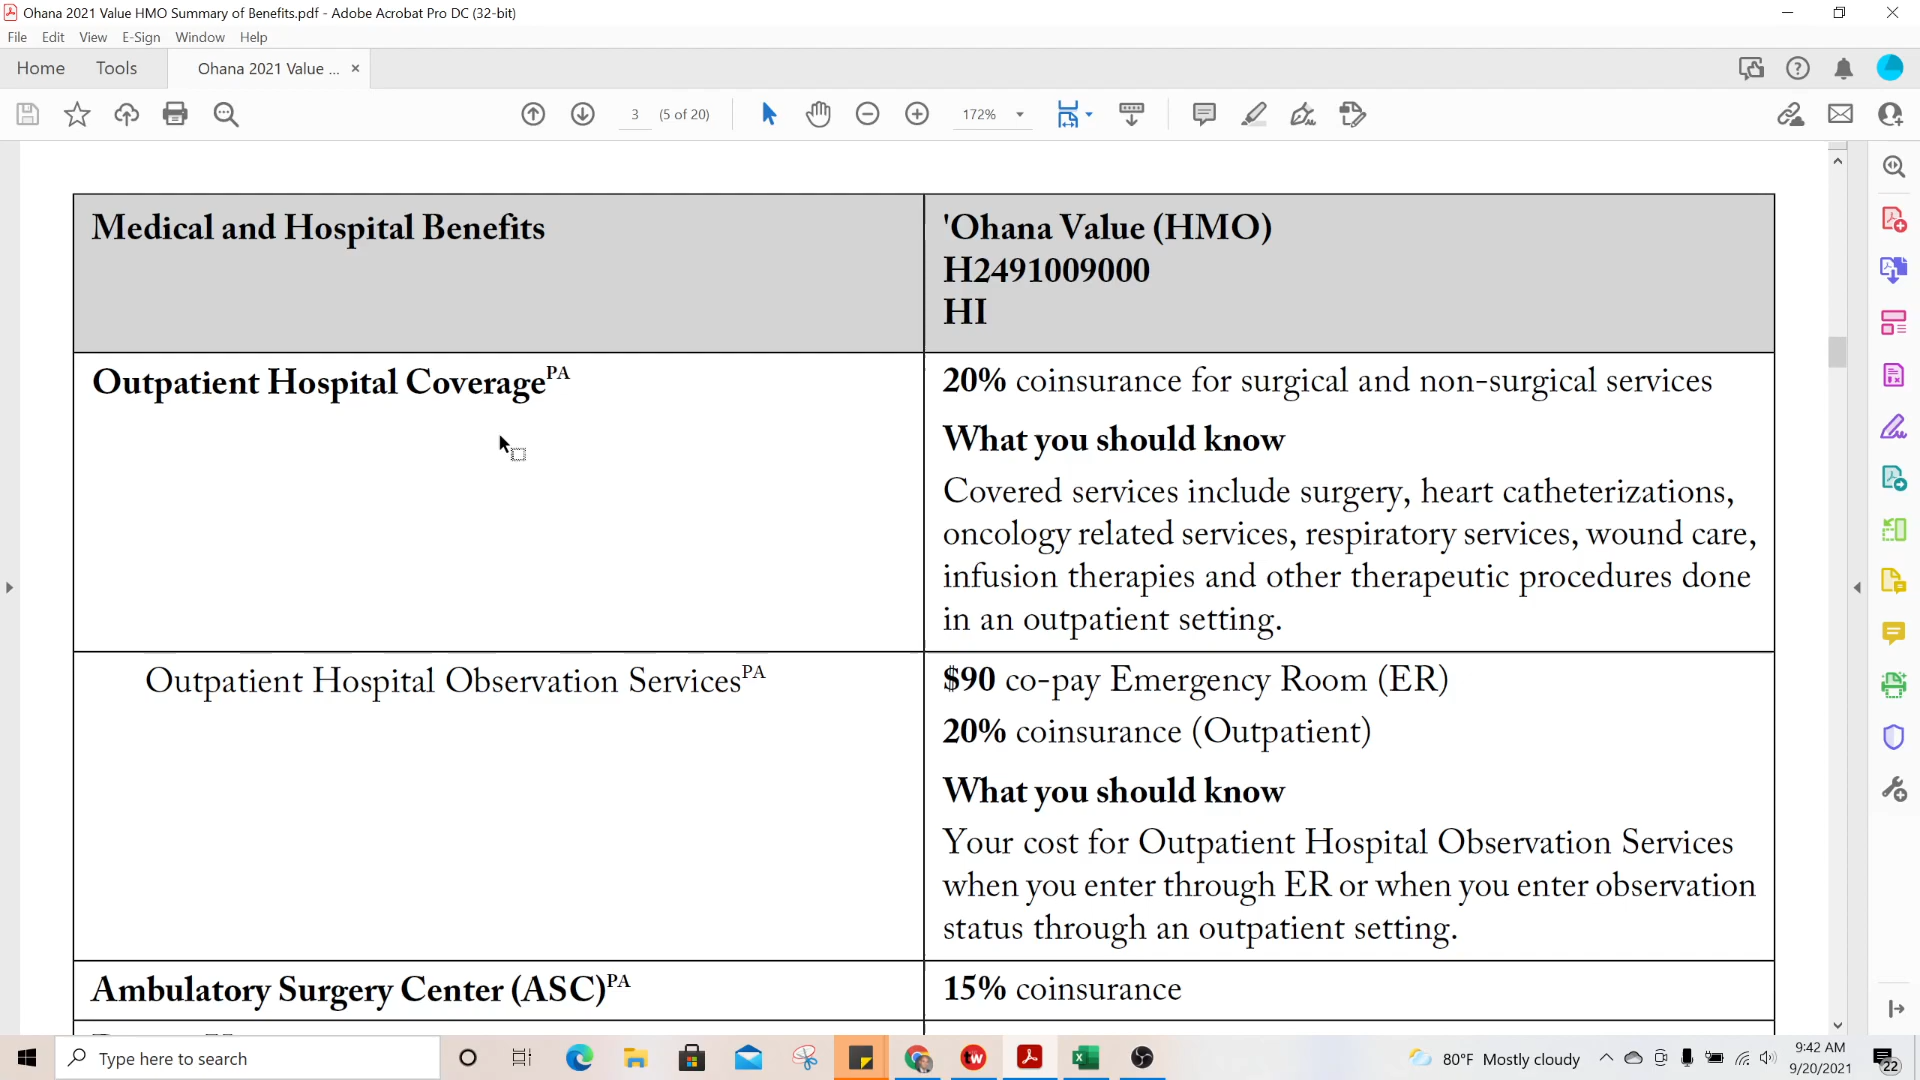 Ohana 2021 Value HMO Summary of Benefits.pdf - Adobe Acrobat Pro DC (32-bit)
File Edit View E-Sign Window Help
Home Tools Ohana 2021 Value ... ×
3 (5 of 20) 172%
Medical and Hospital Benefits
'Ohana Value (HMO)
H2491009000
HI
Outpatient Hospital CoveragePA
20% coinsurance for surgical and non-surgical services
What you should know
Covered services include surgery, heart catheterizations,
oncology related services, respiratory services, wound care,
infusion therapies and other therapeutic procedures done
in an outpatient setting.
Outpatient Hospital Observation ServicesPA
$90 co-pay Emergency Room (ER)
20% coinsurance (Outpatient)
What you should know
Your cost for Outpatient Hospital Observation Services
when you enter through ER or when you enter observation
status through an outpatient setting.
Ambulatory Surgery Center (ASC)PA
15% coinsurance
Type here to search
tw
80°F Mostly cloudy
9:42 AM
9/20/2021
22